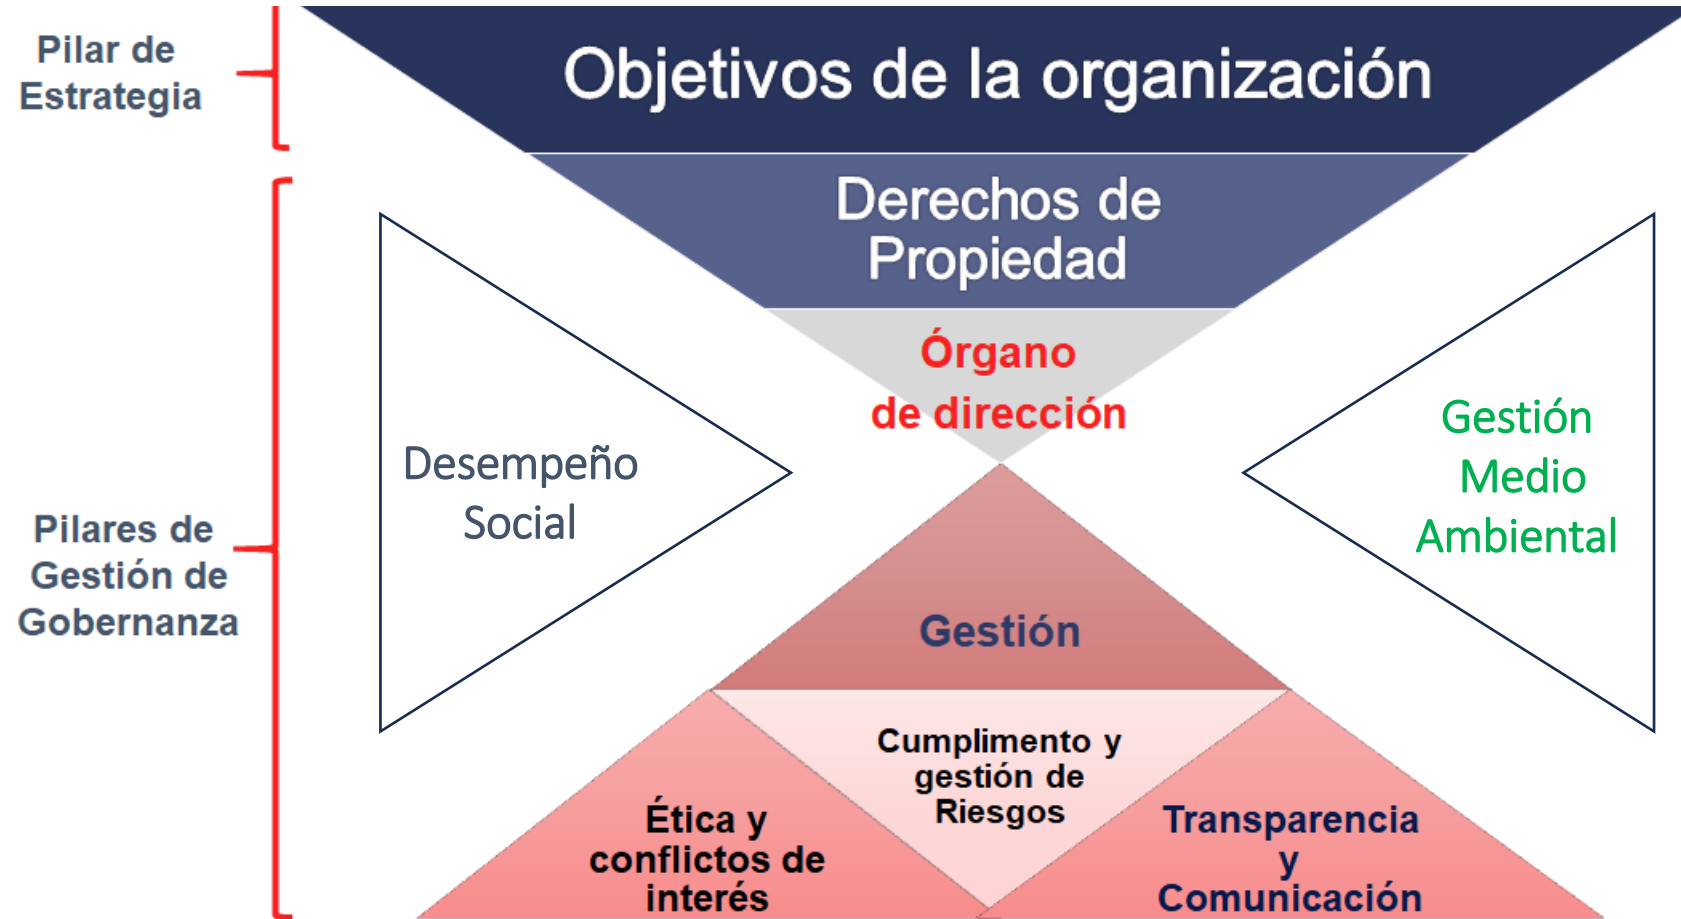 Pilar de
Estrategia
Objetivos de la organización
Derechos de
Propiedad
Órgano
de dirección
Desempeño
Social
Gestión
Medio
Ambiental
Pilares de
Gestión de
Gobernanza
Gestión
Cumplimento y
gestión de
Riesgos
Ética y
conflictos de
interés
Transparencia
y
Comunicación